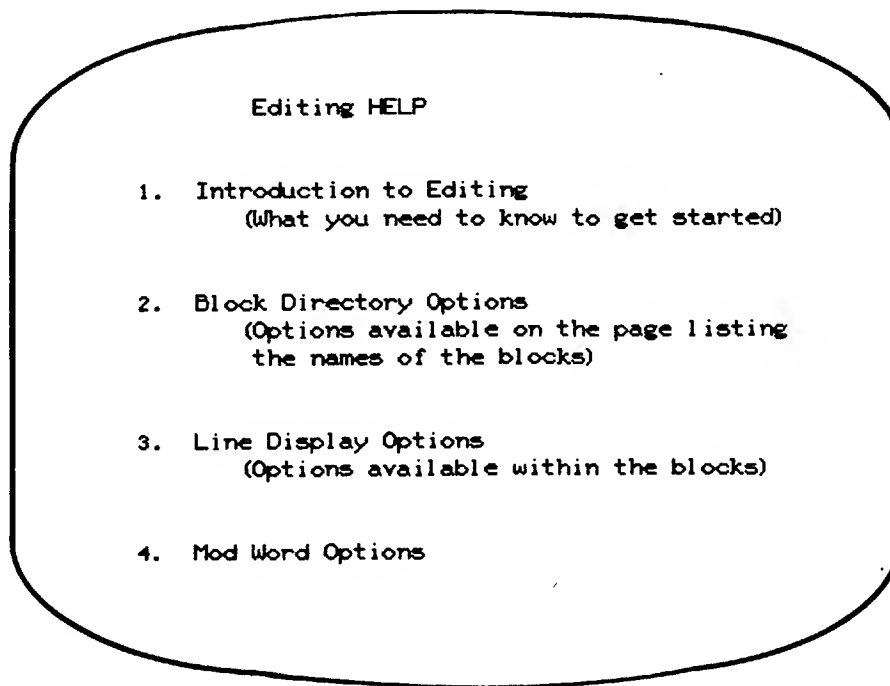 Editing HELP
1. Introduction to Editing
(What you need to know to get started)
2. Block Directory Options
(Options available on the page listing
the names of the blocks)
3. Line Display Options
(Options available within the blocks)
4. Mod Word Options